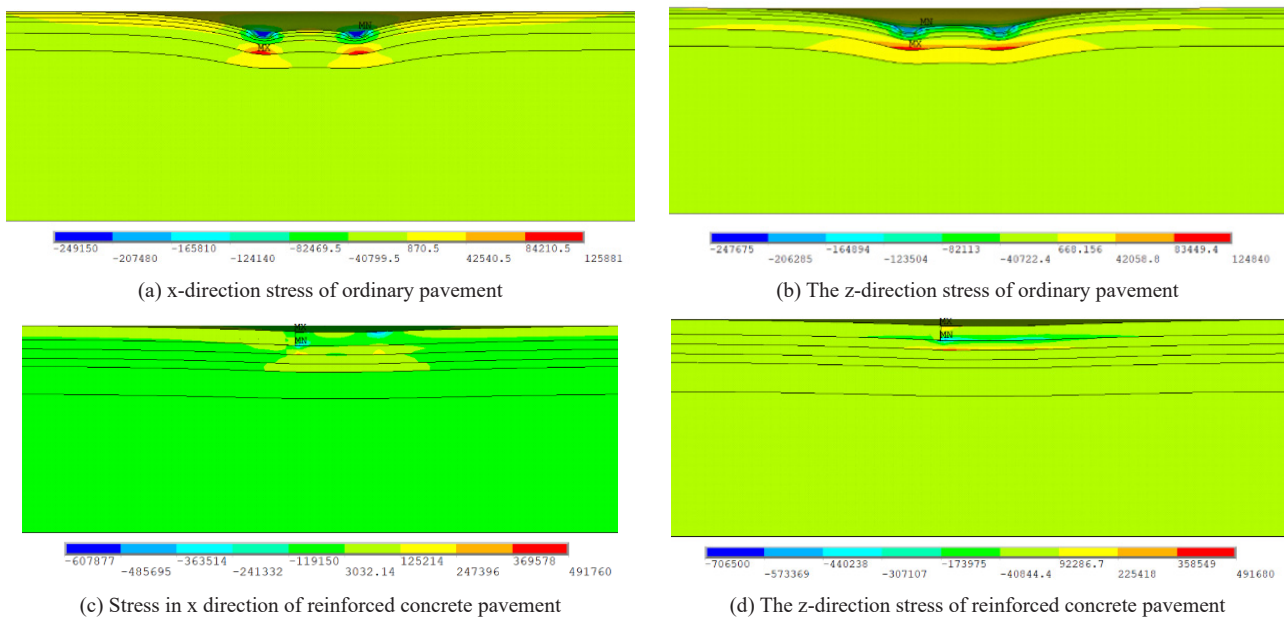 MN
MX
-249150 -165810 -82469.5 870.5 84210.5
-207480 -124140 -40799.5 42540.5 125881
(a) x-direction stress of ordinary pavement
MN
MX
-247675 -164894 -82113 668.156 83449.4
-206285 -123504 -40722.4 42058.8 124840
(b) The z-direction stress of ordinary pavement
MX
MN
-607877 -363514 -119150 125214 369578
-485695 -241332 3032.14 247396 491760
(c) Stress in x direction of reinforced concrete pavement
MX
MN
-706500 -440238 -173975 92286.7 358549
-573369 -307107 -40844.4 225418 491680
(d) The z-direction stress of reinforced concrete pavement